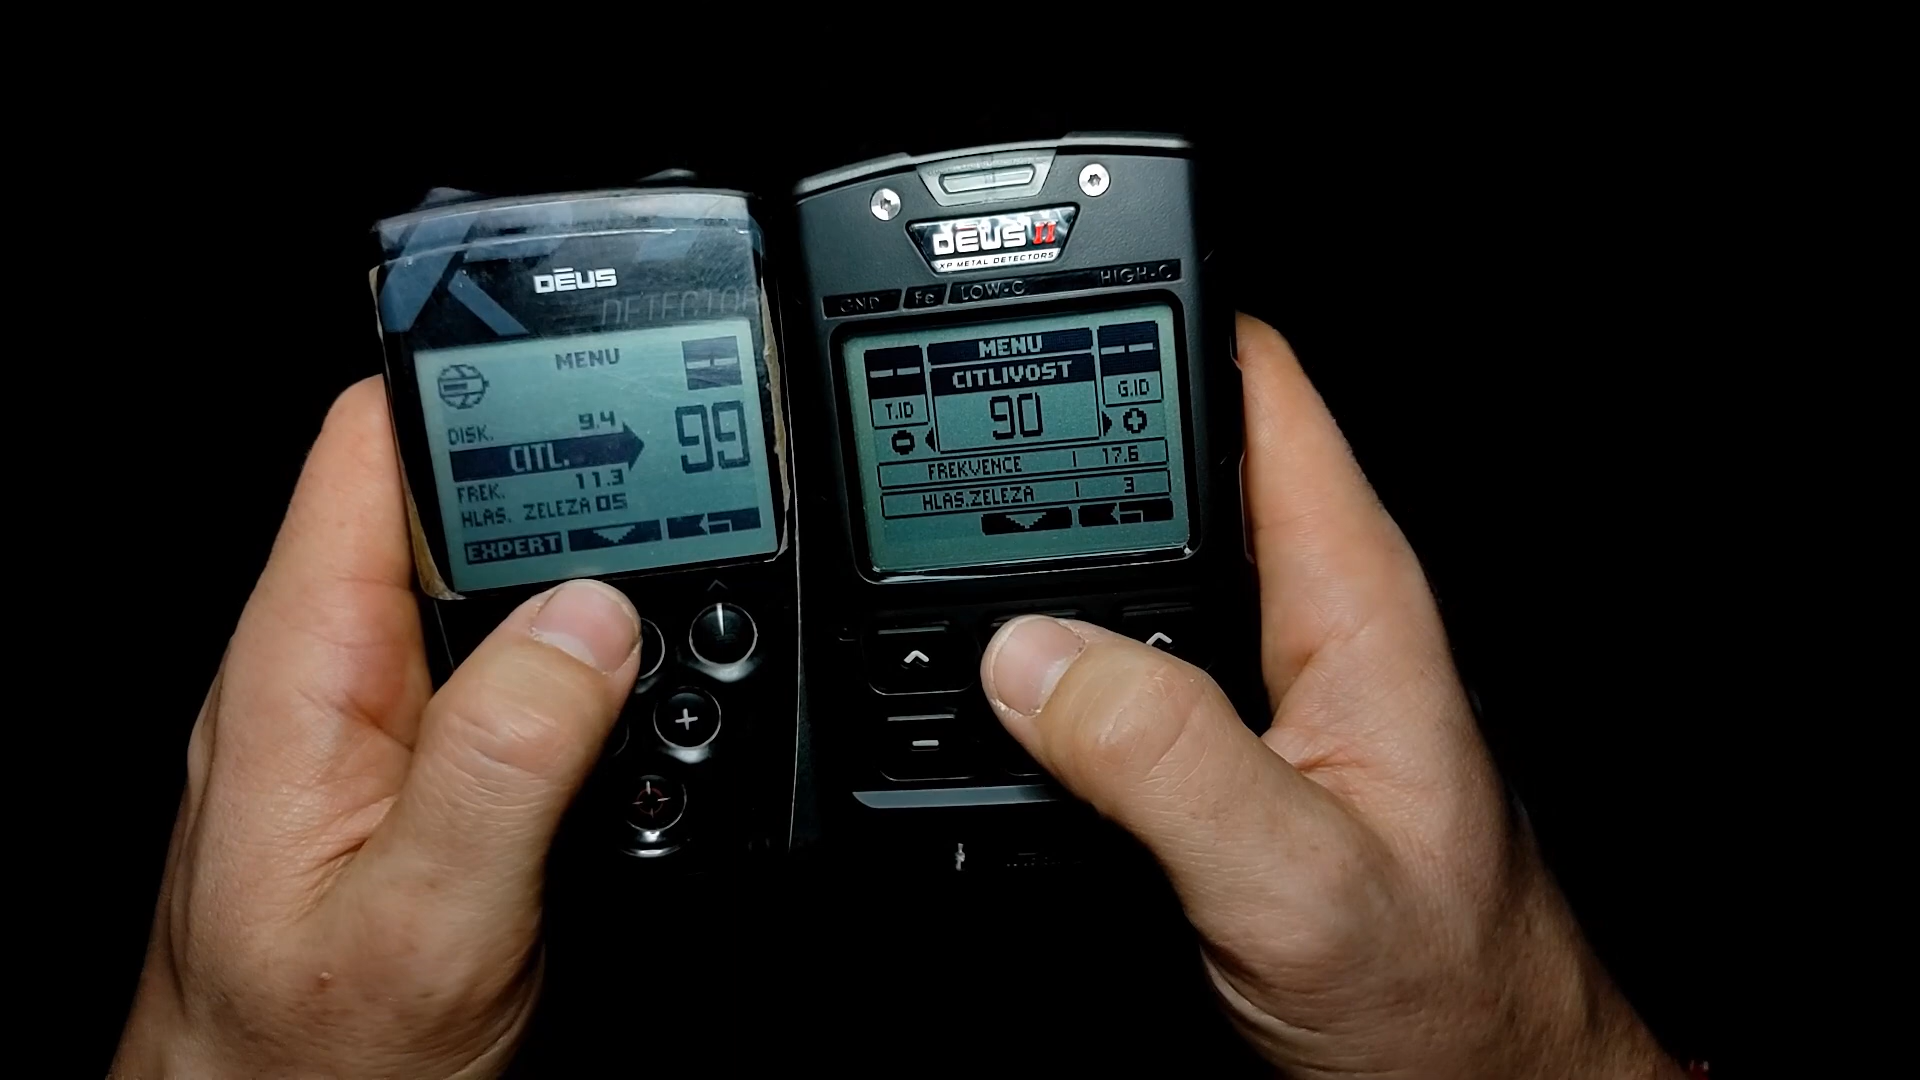 DEUS
DETECTOR
MENU
DISK. 9.4
CITL. 99
FREK. 11.3
HLAS. ZELEZA 05
EXPERT
DEUS II
XP METAL DETECTORS
GND Fe LOW-C HIGH-C
MENU
CITLIVOST
T.ID 90 G.ID
FREKVENCE 17.6
HLAS.ZELEZA 3